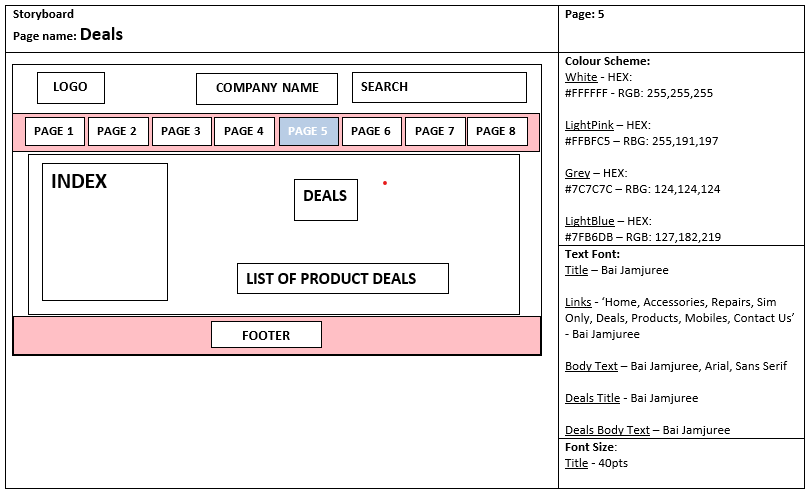 Storyboard
Page name: Deals
Page: 5
LOGO
COMPANY NAME
SEARCH
PAGE 1
PAGE 2
PAGE 3
PAGE 4
PAGE 5
PAGE 6
PAGE 7
PAGE 8
INDEX
DEALS
LIST OF PRODUCT DEALS
FOOTER
Colour Scheme:
White - HEX:
#FFFFFF - RGB: 255,255,255
LightPink – HEX:
#FFBFC5 – RBG: 255,191,197
Grey – HEX:
#7C7C7C – RBG: 124,124,124
LightBlue – HEX:
#7FB6DB – RGB: 127,182,219
Text Font:
Title – Bai Jamjuree
Links - ‘Home, Accessories, Repairs, Sim
Only, Deals, Products, Mobiles, Contact Us’
- Bai Jamjuree
Body Text – Bai Jamjuree, Arial, Sans Serif
Deals Title - Bai Jamjuree
Deals Body Text – Bai Jamjuree
Font Size:
Title - 40pts